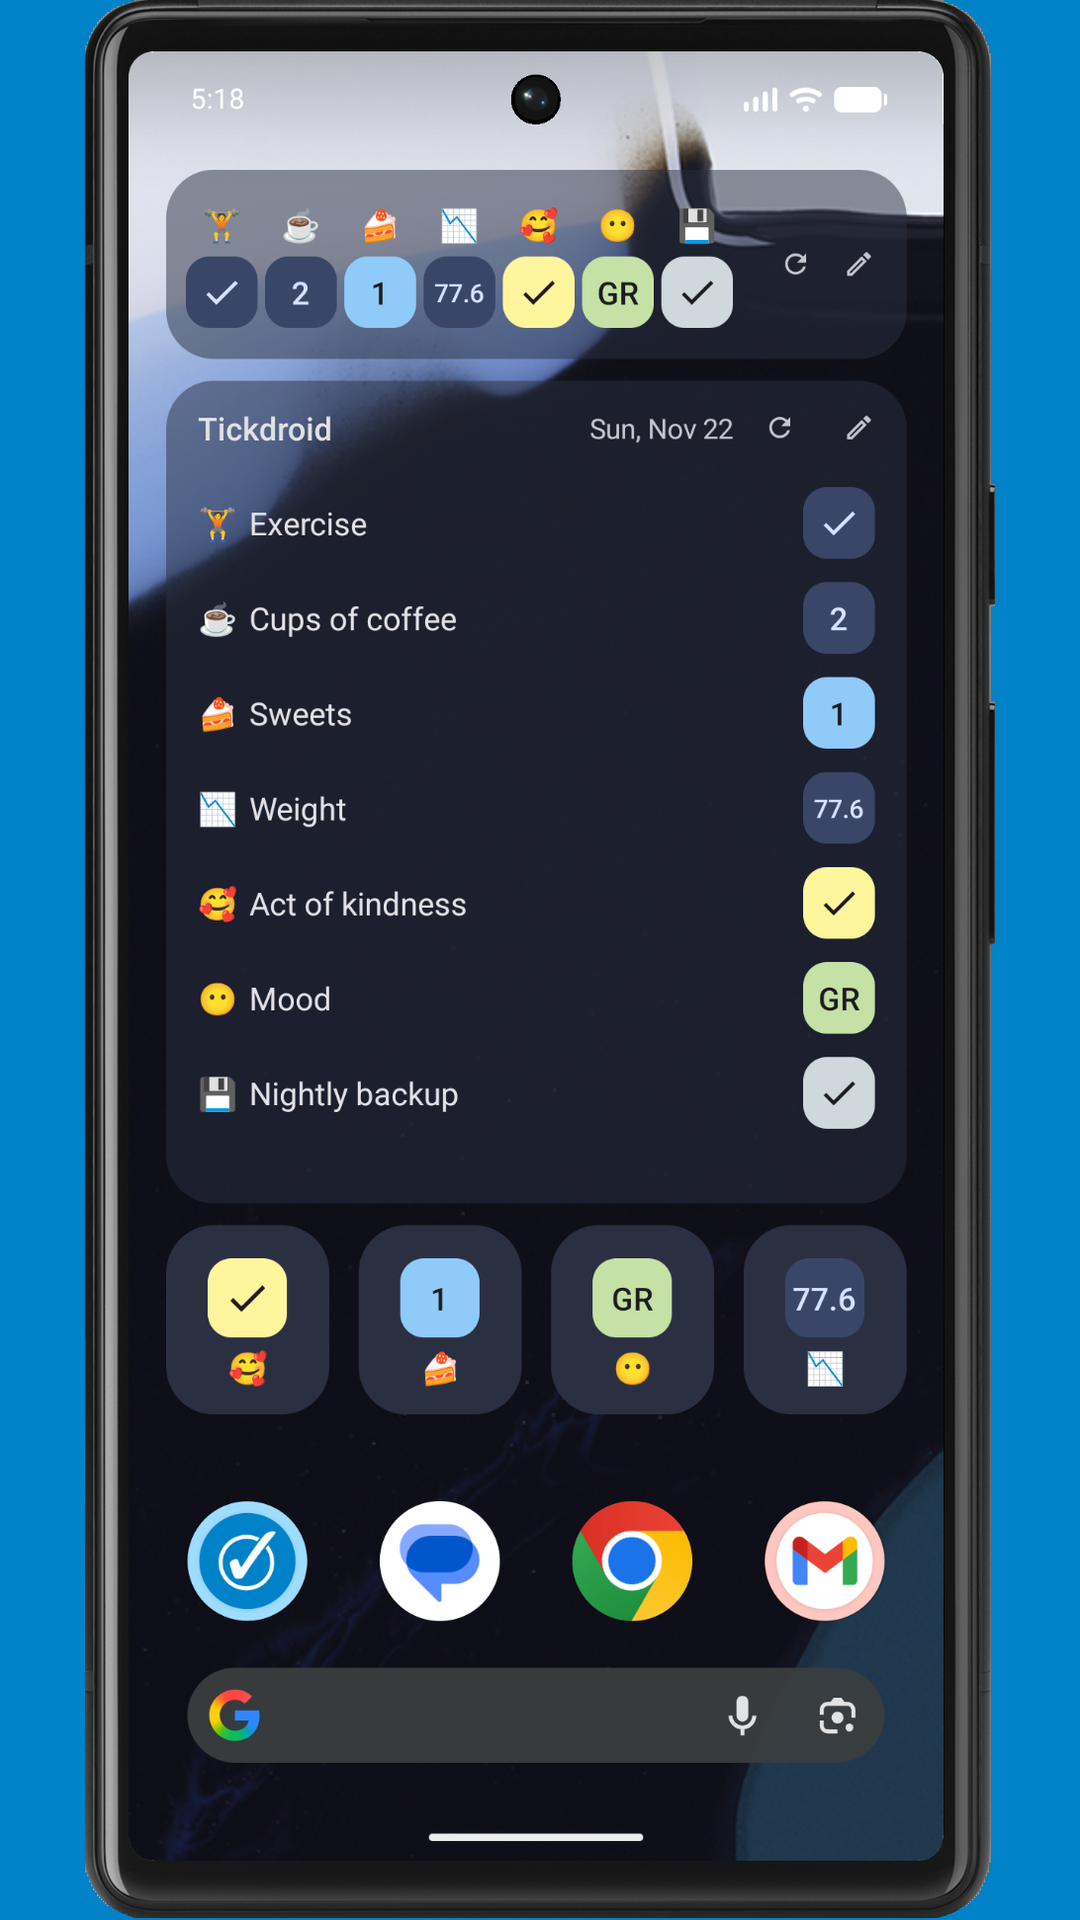 5:18
2 1 77.6 GR
Tickdroid Sun, Nov 22
Exercise
Cups of coffee 2
Sweets 1
Weight 77.6
Act of kindness
Mood GR
Nightly backup
1 GR 77.6